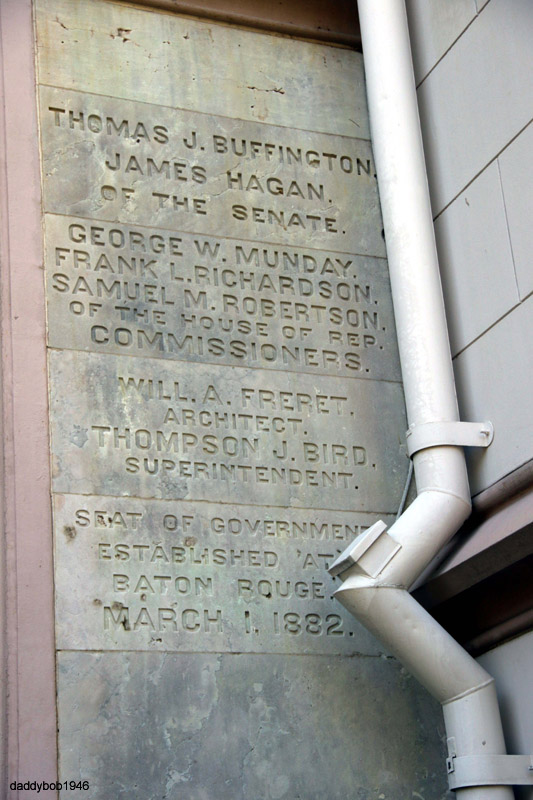 THOMAS J. BUFFINGTON.
JAMES HAGAN.
OF THE SENATE.
GEORGE W. MUNDAY.
FRANK L. RICHARDSON.
SAMUEL M. ROBERTSON.
OF THE HOUSE OF REP.
COMMISSIONERS.
WILL. A. FRERET.
ARCHITECT.
THOMPSON J. BIRD.
SUPERINTENDENT.
SEAT OF GOVERNMENT
ESTABLISHED AT
BATON ROUGE
MARCH 1. 1882.
daddybob1946